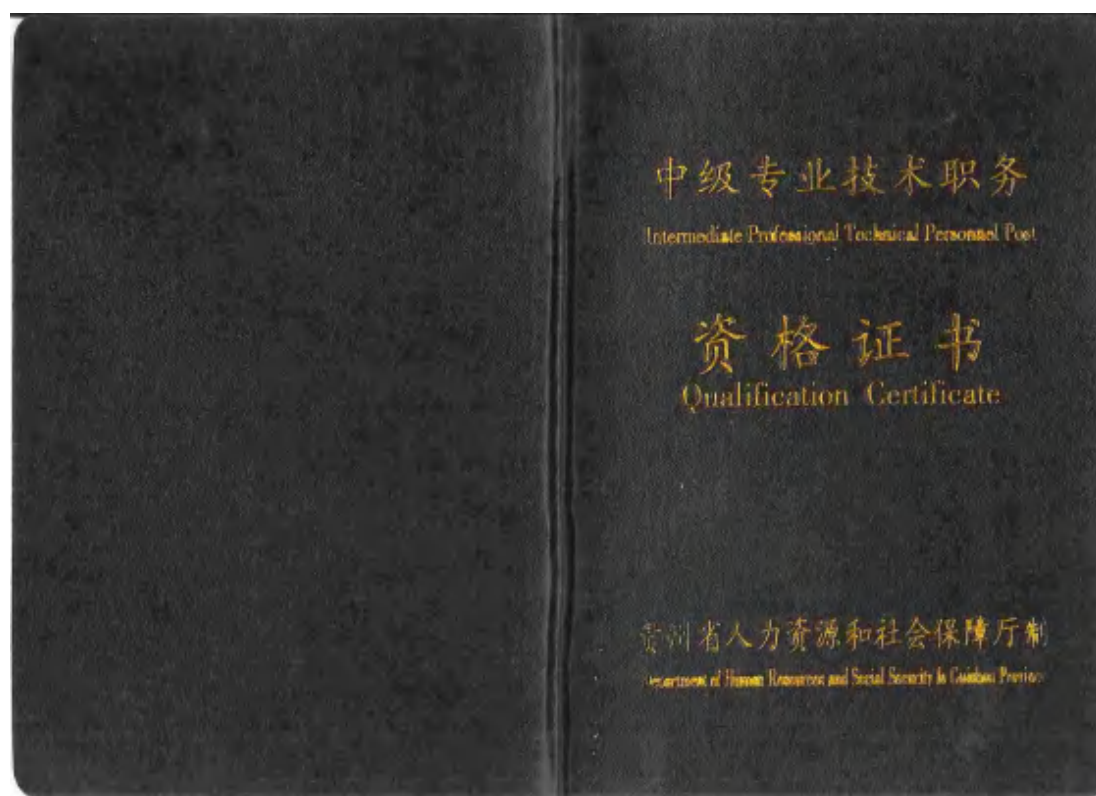 中级专业技术职务
Intermediate Professional Technical Personnel Post
资格证书
Qualification Certificate
贵州省人力资源和社会保障厅制
Department of Human Resources and Social Security In Guizhou Province